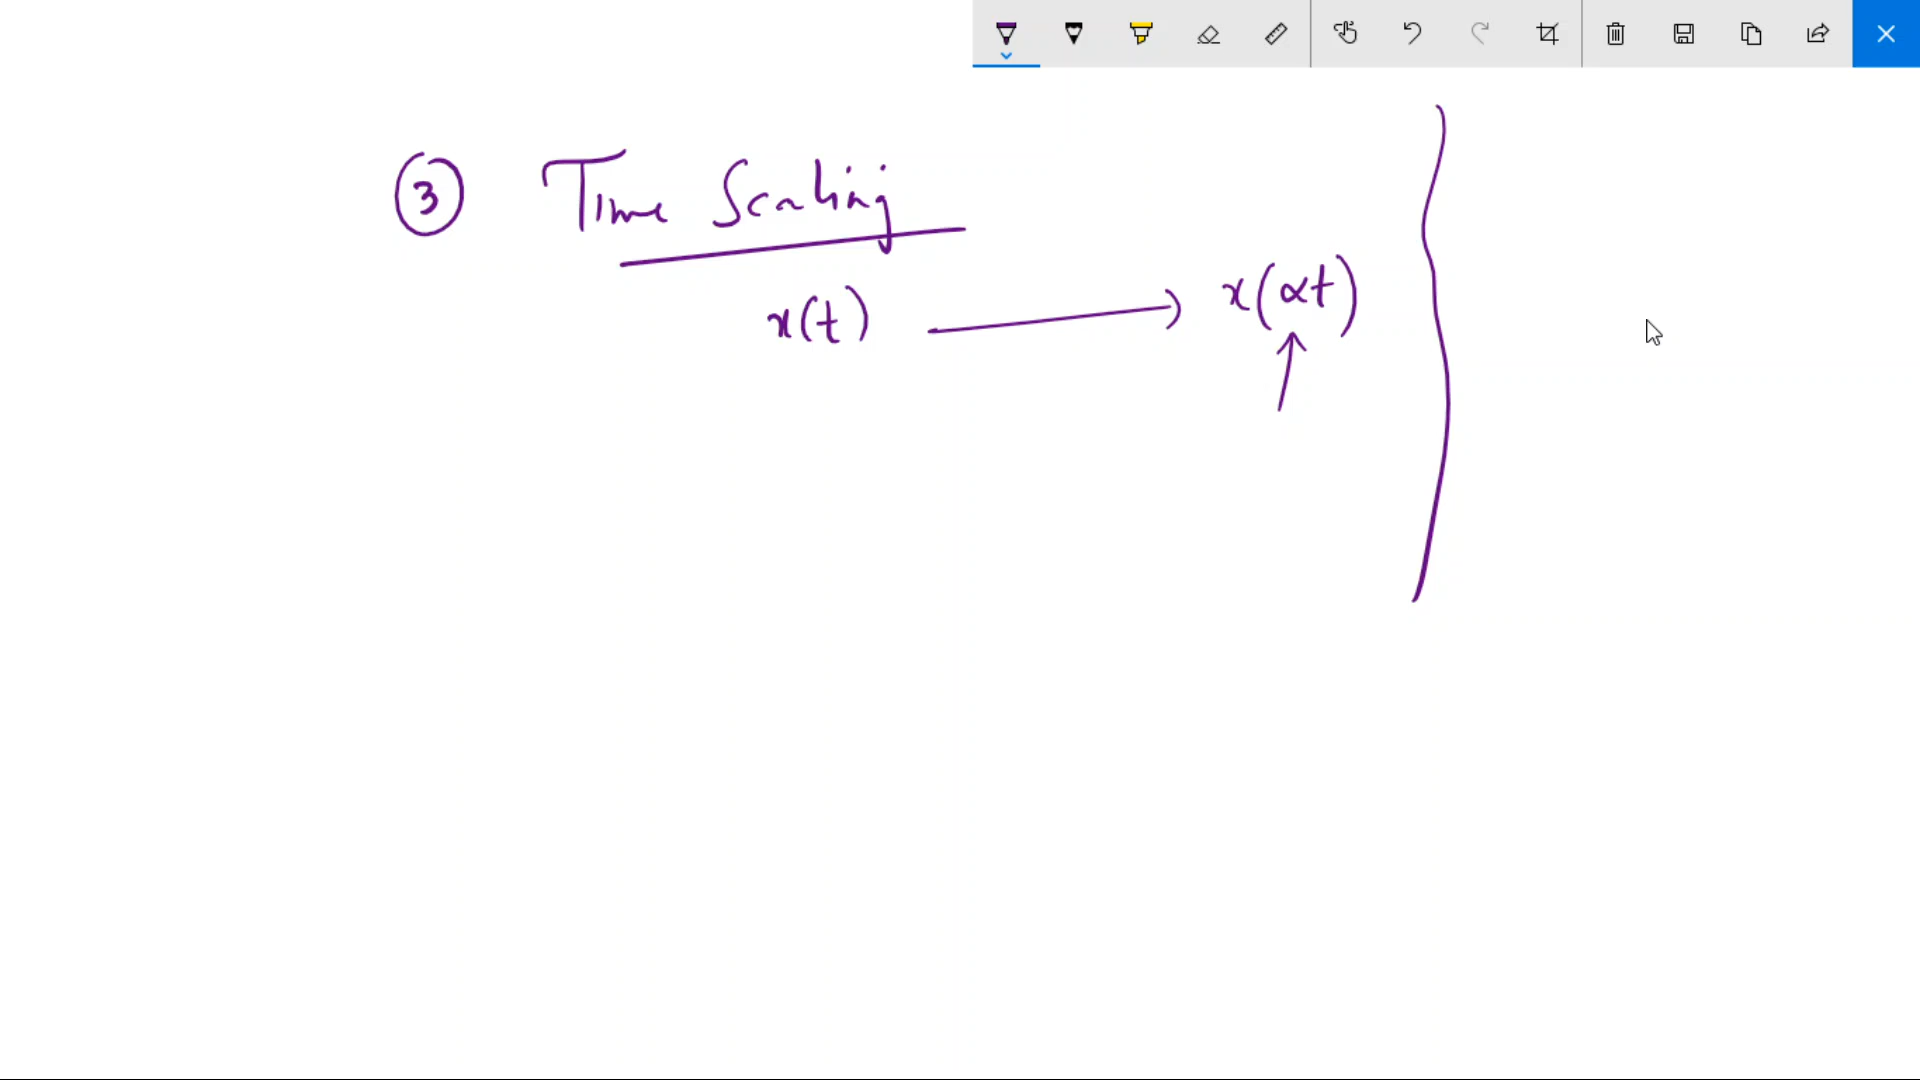 ③ Time Scaling
x(t) → x(αt)